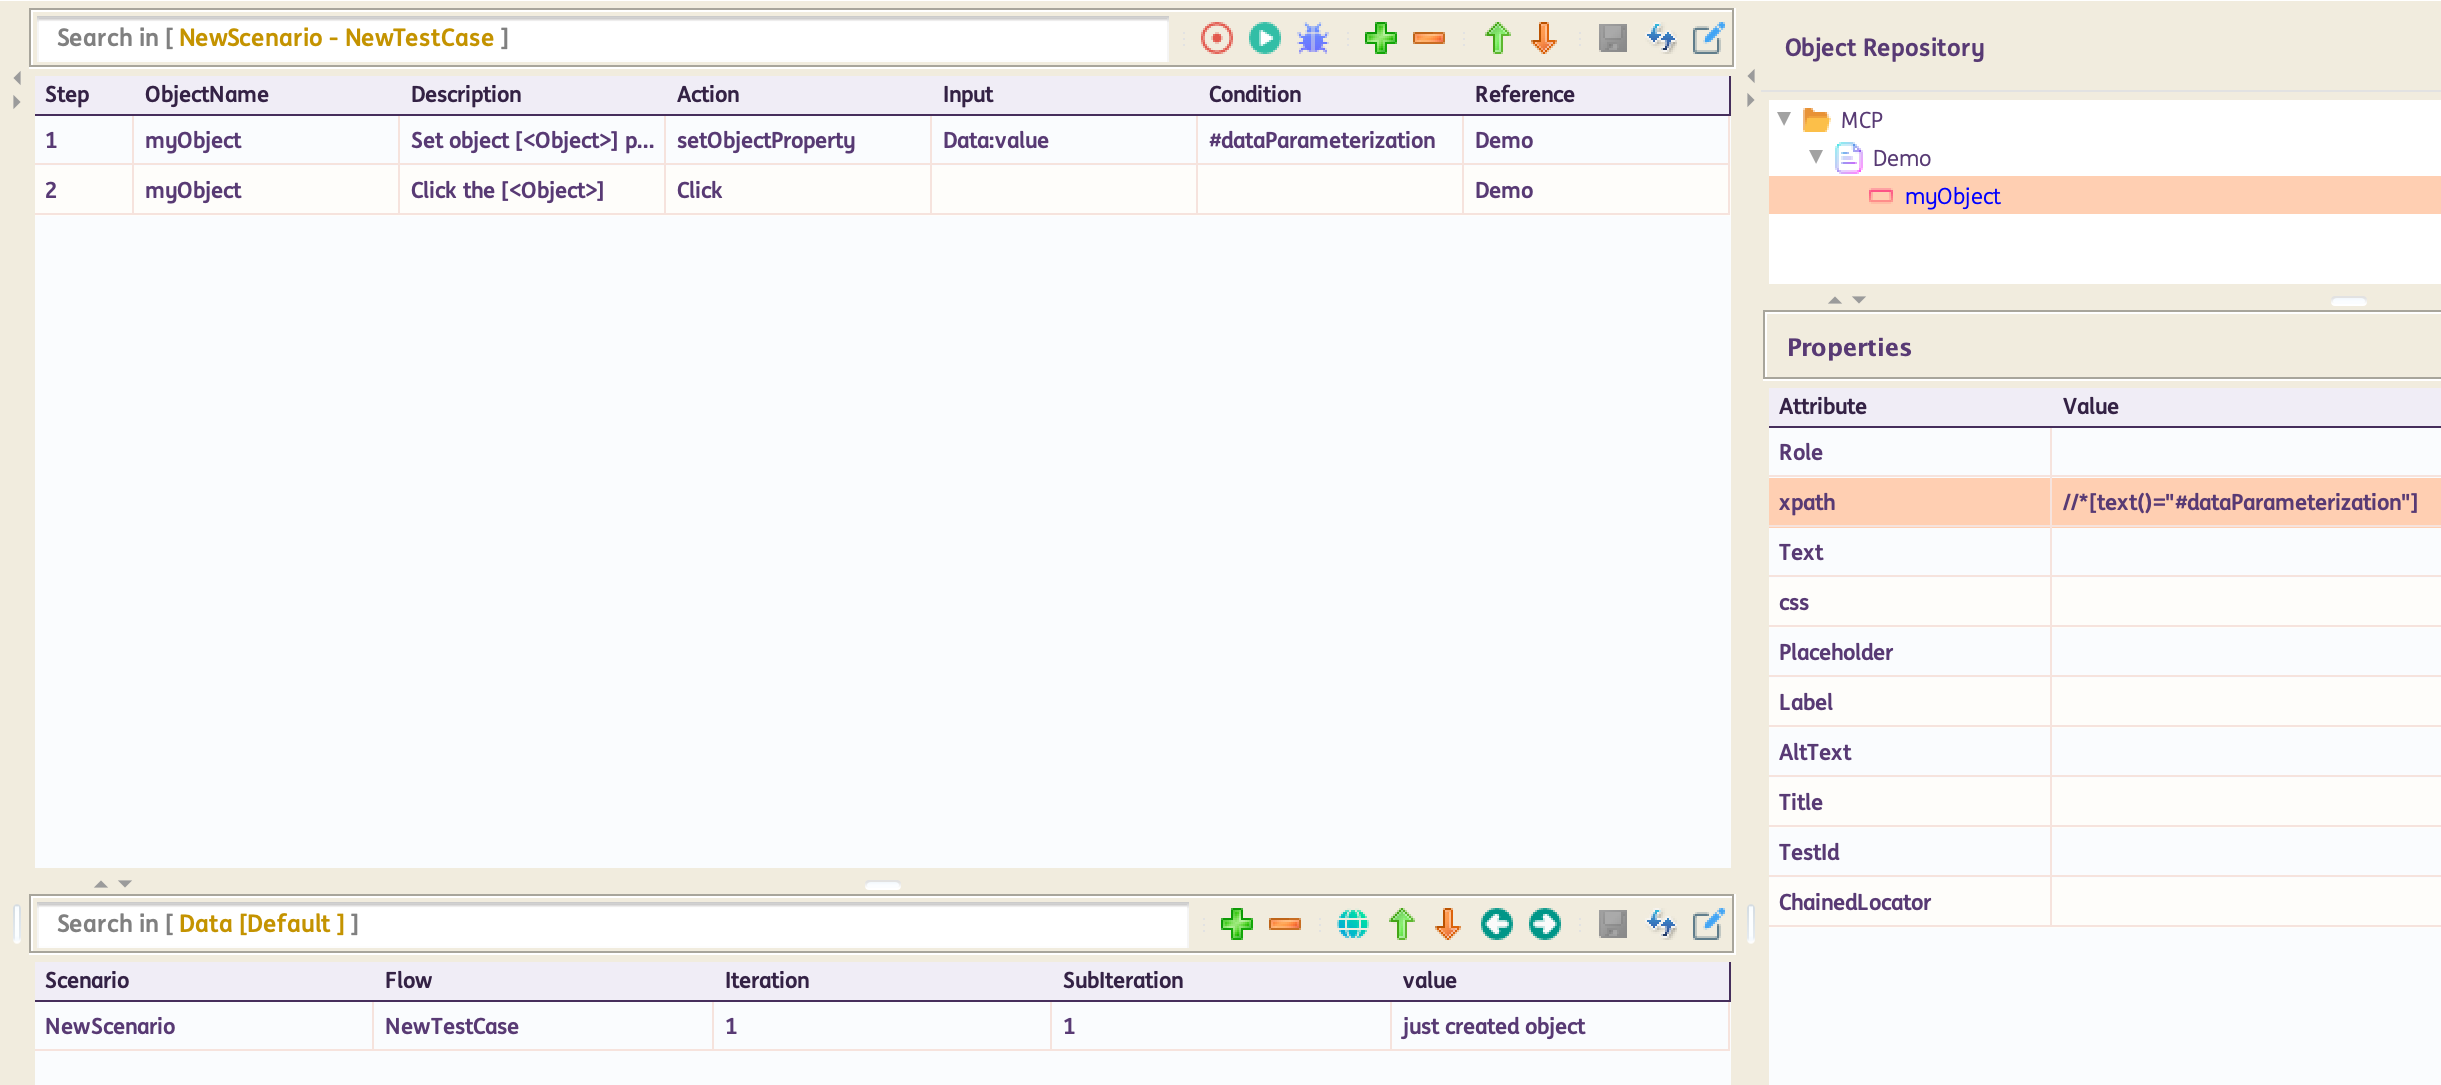 Search in [ NewScenario - NewTestCase ]
Step ObjectName Description Action Input Condition Reference
1 myObject Set object [<Object>] p... setObjectProperty Data:value #dataParameterization Demo
2 myObject Click the [<Object>] Click Demo
Search in [ Data [Default ] ]
Scenario Flow Iteration SubIteration value
NewScenario NewTestCase 1 1 just created object
Object Repository
MCP
Demo
myObject
Properties
Attribute Value
Role
xpath //*[text()="#dataParameterization"]
Text
css
Placeholder
Label
AltText
Title
TestId
ChainedLocator